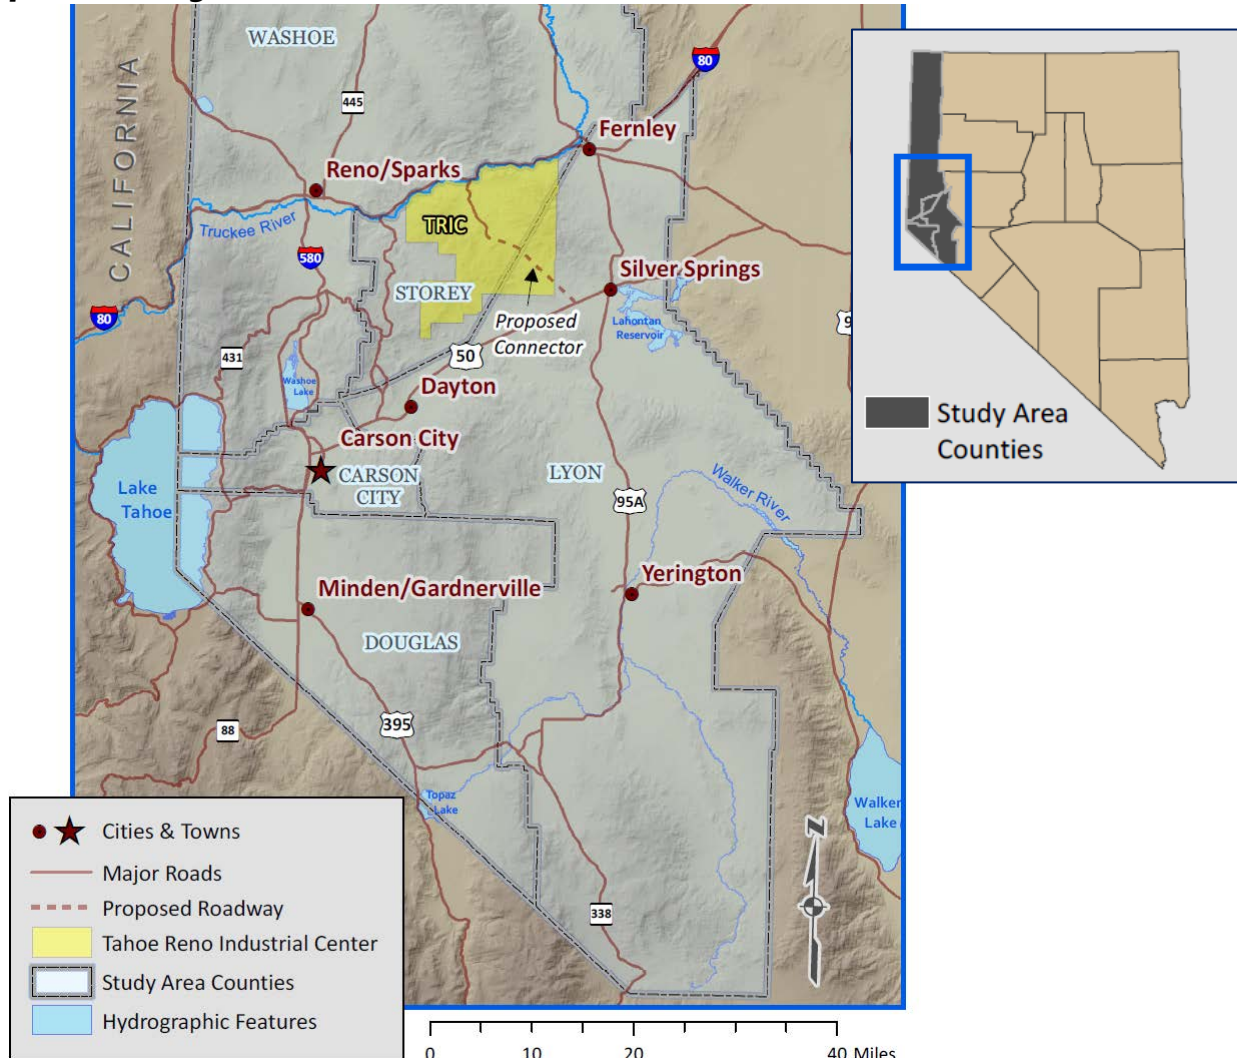 WASHOE
80
CALIFORNIA
445
Fernley
Reno/Sparks
Truckee River
TRIC
580
Silver Springs
STOREY
Proposed
Connector
Lahontan
Reservoir
80
9
431
50
Washoe
Lake
Dayton
Carson City
CARSON
CITY
LYON
Walker River
Lake
Tahoe
95A
Yerington
Minden/Gardnerville
DOUGLAS
88
395
Topaz
Lake
Walker
Lake
338
N
Study Area
Counties
Cities & Towns
Major Roads
Proposed Roadway
Tahoe Reno Industrial Center
Study Area Counties
Hydrographic Features
0 10 20 40 Miles